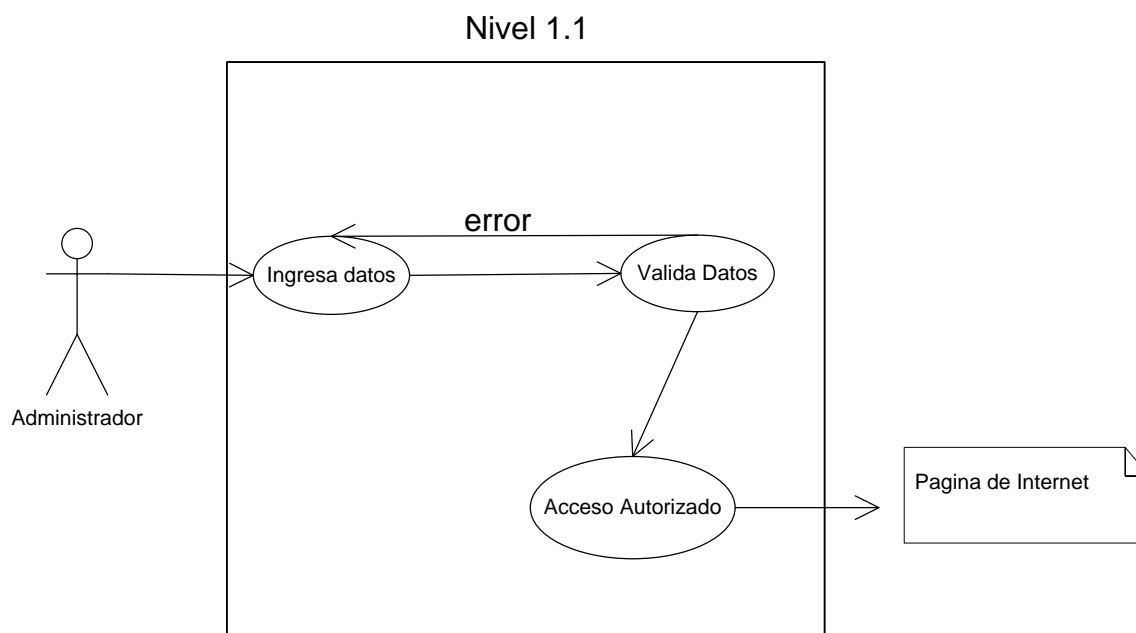 Nivel 1.1
error
Ingresa datos
Valida Datos
Administrador
Acceso Autorizado
Pagina de Internet